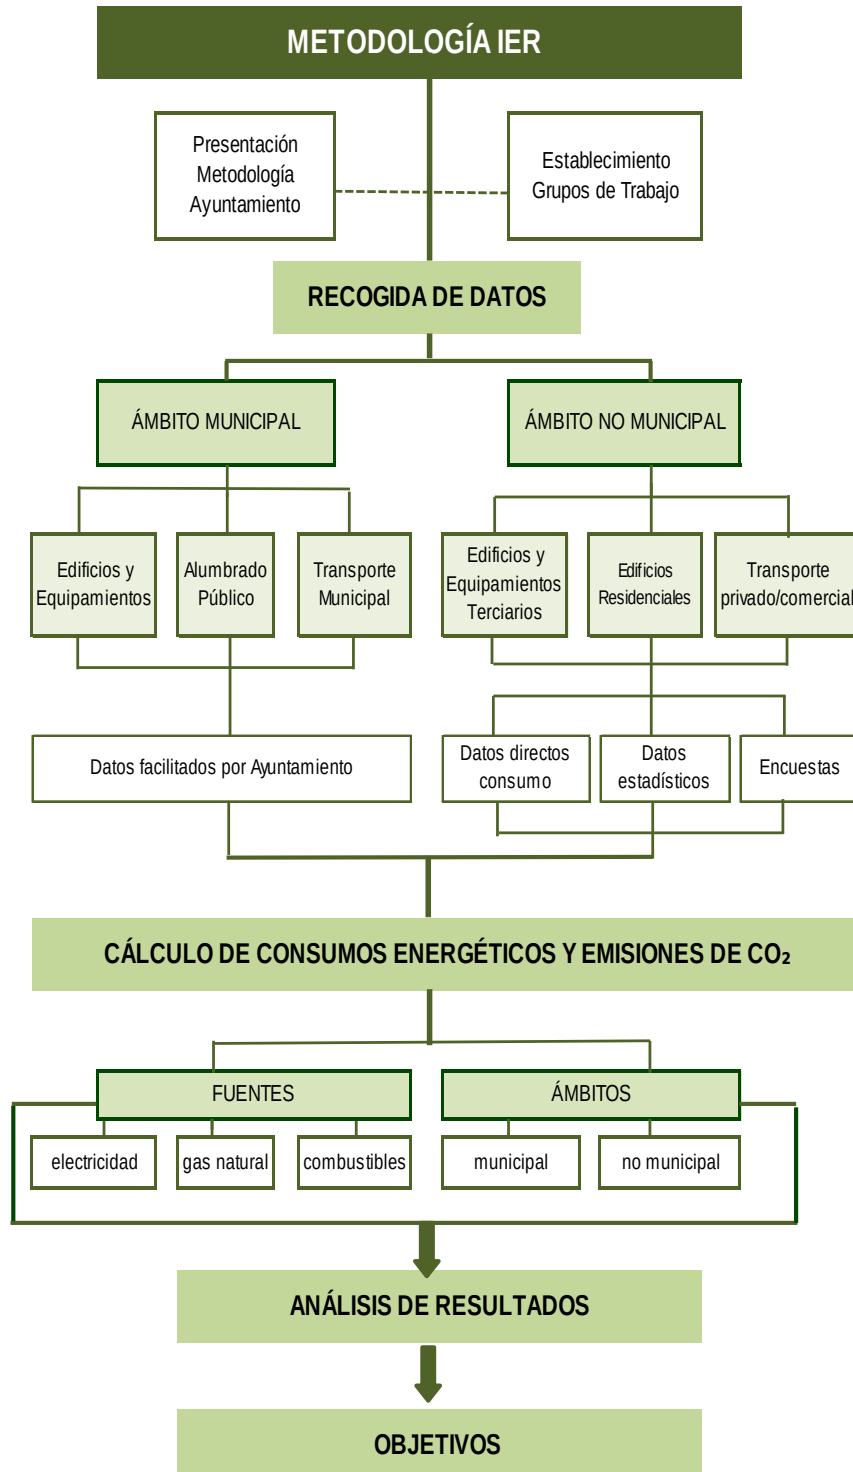 METODOLOGÍA IER
Presentación
Metodología
Ayuntamiento
Establecimiento
Grupos de Trabajo
RECOGIDA DE DATOS
ÁMBITO MUNICIPAL
ÁMBITO NO MUNICIPAL
Edificios y
Equipamientos
Alumbrado
Público
Transporte
Municipal
Edificios y
Equipamientos
Terciarios
Edificios
Residenciales
Transporte
privado/comercial
Datos facilitados por Ayuntamiento
Datos directos
consumo
Datos
estadísticos
Encuestas
CÁLCULO DE CONSUMOS ENERGÉTICOS Y EMISIONES DE CO₂
FUENTES
ÁMBITOS
electricidad
gas natural
combustibles
municipal
no municipal
ANÁLISIS DE RESULTADOS
OBJETIVOS